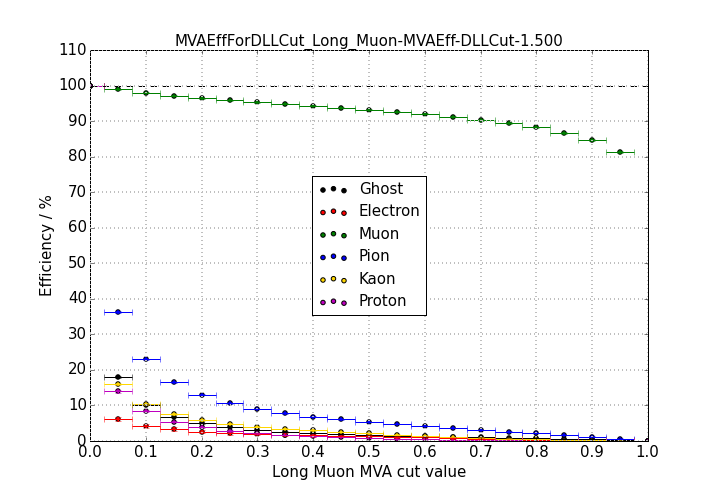 MVAEffForDLLCut_Long_Muon-MVAEff-DLLCut-1.500
110
100
90
80
70
60
50
40
30
20
10
0
Efficiency / %
Ghost
Electron
Muon
Pion
Kaon
Proton
0.0 0.1 0.2 0.3 0.4 0.5 0.6 0.7 0.8 0.9 1.0
Long Muon MVA cut value